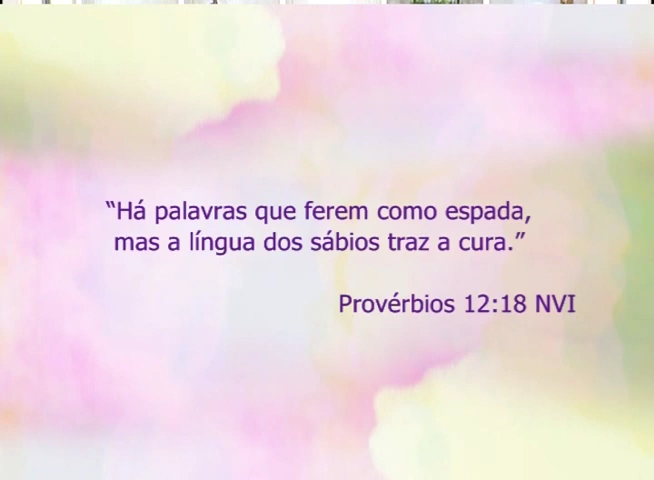 “Há palavras que ferem como espada,
mas a língua dos sábios traz a cura.”
Provérbios 12:18 NVI